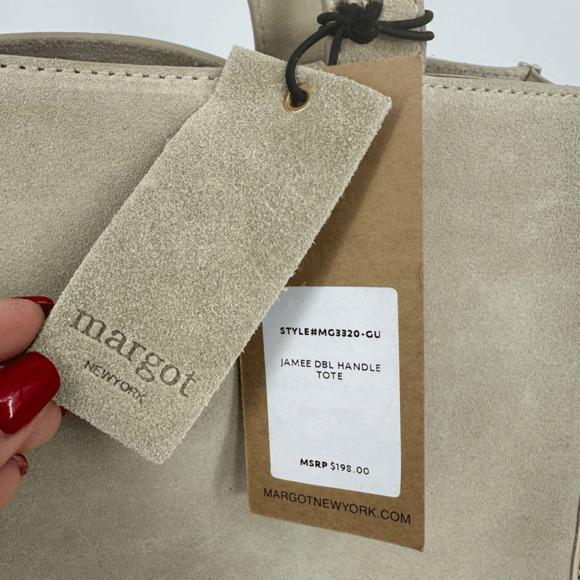 margot
NEWYORK
STYLE#MG3320-GU
JAMEE DBL HANDLE
TOTE
MSRP $198.00
MARGOTNEWYORK.COM